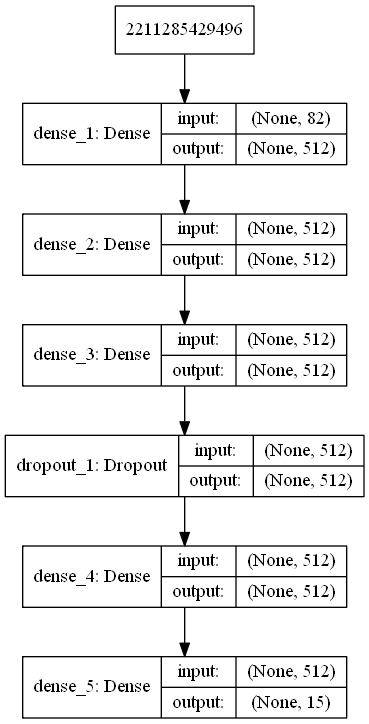 2211285429496
dense_1: Dense
input: (None, 82)
output: (None, 512)
dense_2: Dense
input: (None, 512)
output: (None, 512)
dense_3: Dense
input: (None, 512)
output: (None, 512)
dropout_1: Dropout
input: (None, 512)
output: (None, 512)
dense_4: Dense
input: (None, 512)
output: (None, 512)
dense_5: Dense
input: (None, 512)
output: (None, 15)